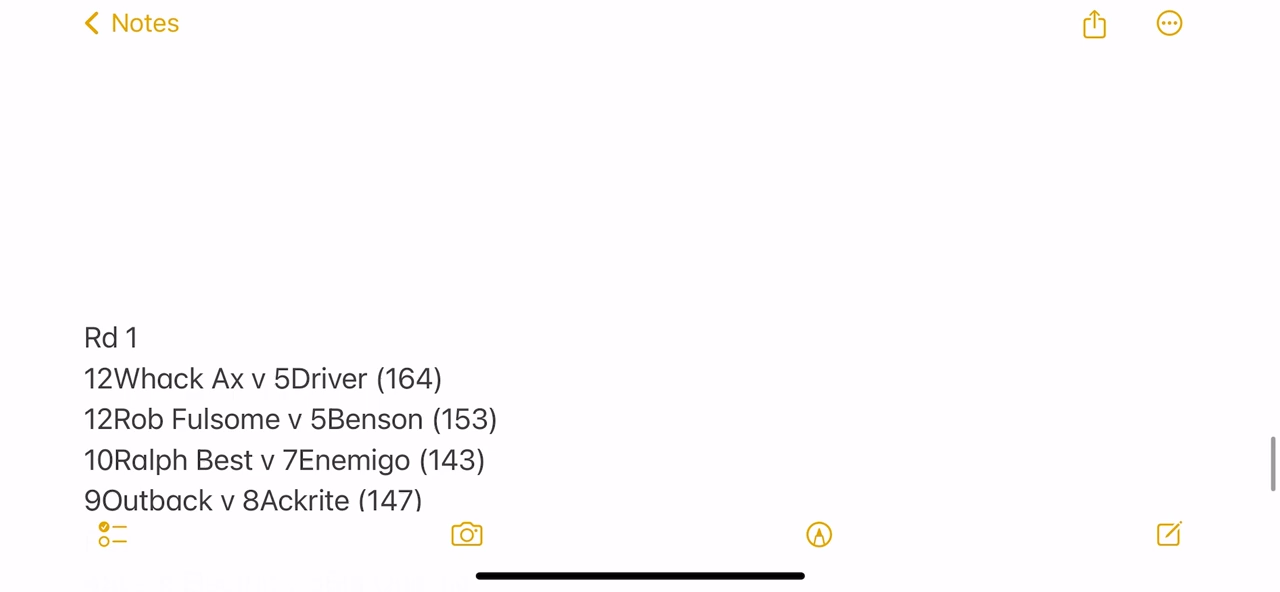 Notes
Rd 1
12Whack Ax v 5Driver (164)
12Rob Fulsome v 5Benson (153)
10Ralph Best v 7Enemigo (143)
9Outback v 8Ackrite (147)